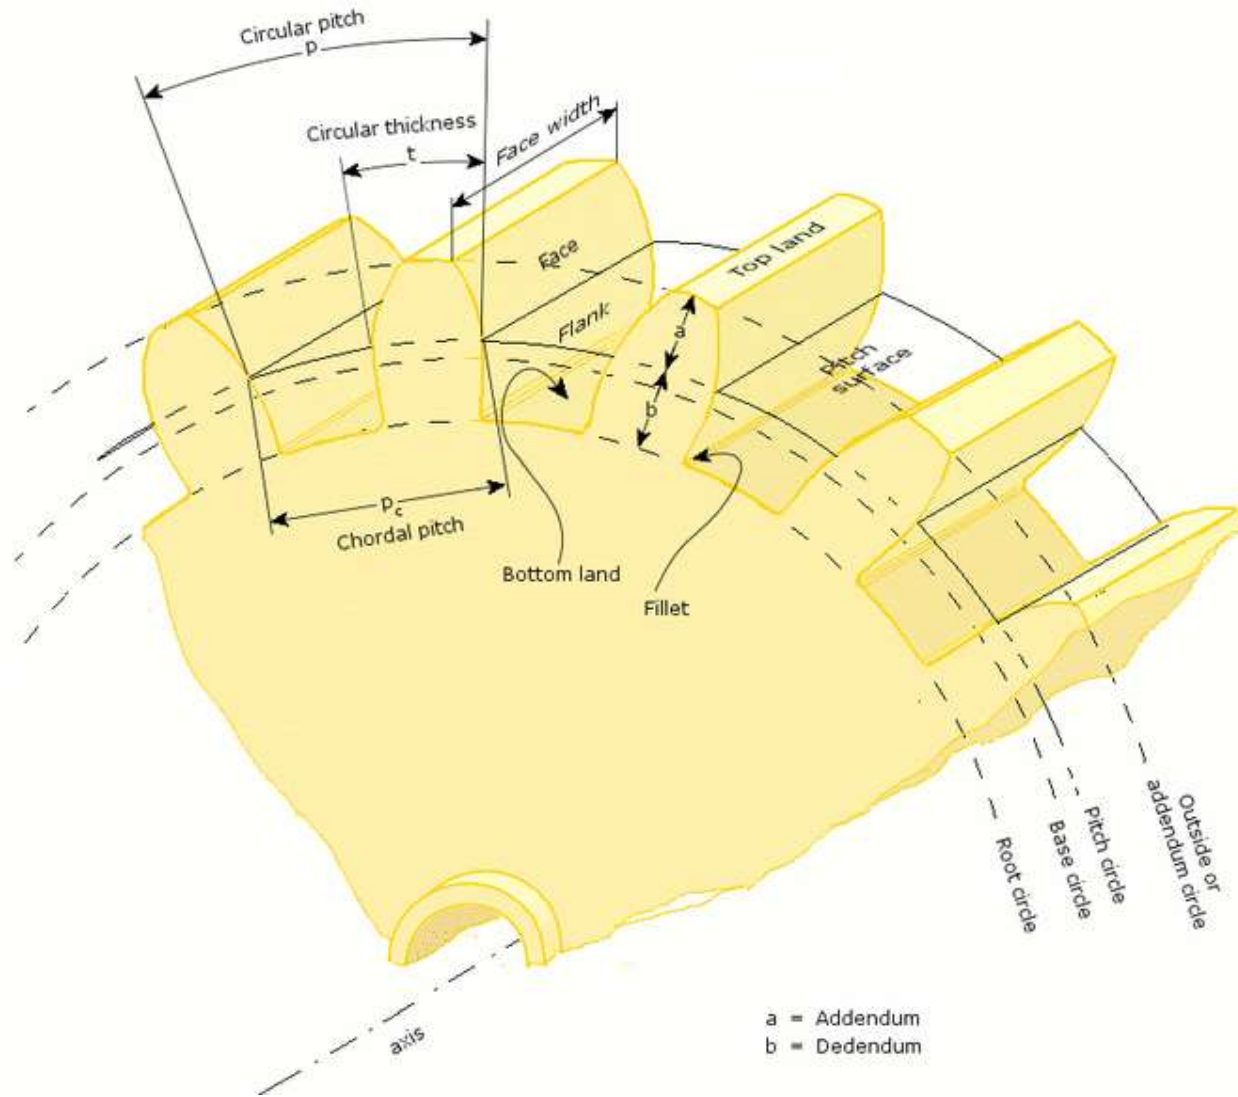 Circular pitch
p
Circular thickness
t
Face width
Face
Flank
Top land
a
b
Pitch
surface
pc
Chordal pitch
Bottom land
Fillet
Root circle
Base circle
Pitch circle
Outside or
addendum circle
axis
a = Addendum
b = Dedendum